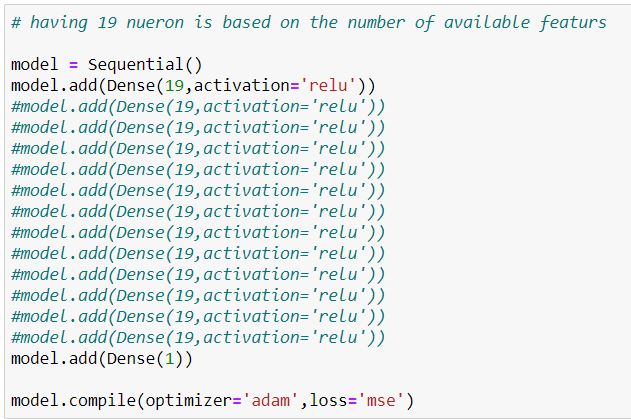 # having 19 nueron is based on the number of available featurs
model = Sequential()
model.add(Dense(19,activation='relu'))
#model.add(Dense(19,activation='relu'))
#model.add(Dense(19,activation='relu'))
#model.add(Dense(19,activation='relu'))
#model.add(Dense(19,activation='relu'))
#model.add(Dense(19,activation='relu'))
#model.add(Dense(19,activation='relu'))
#model.add(Dense(19,activation='relu'))
#model.add(Dense(19,activation='relu'))
#model.add(Dense(19,activation='relu'))
#model.add(Dense(19,activation='relu'))
#model.add(Dense(19,activation='relu'))
#model.add(Dense(19,activation='relu'))
model.add(Dense(1))
model.compile(optimizer='adam',loss='mse')